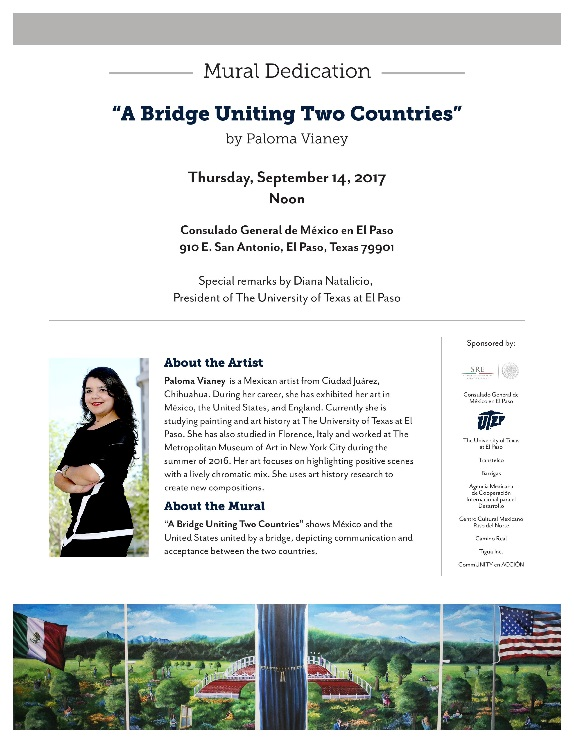 Mural Dedication
“A Bridge Uniting Two Countries”
by Paloma Vianey
Thursday, September 14, 2017
Noon
Consulado General de México en El Paso
910 E. San Antonio, El Paso, Texas 79901
Special remarks by Diana Natalicio,
President of The University of Texas at El Paso
About the Artist
Paloma Vianey is a Mexican artist from Ciudad Juárez,
Chihuahua. During her career, she has exhibited her art in
México, the United States, and England. Currently she is
studying painting and art history at The University of Texas at El
Paso. She has also studied in Florence, Italy and worked at The
Metropolitan Museum of Art in New York City during the
summer of 2016. Her art focuses on highlighting positive scenes
with a lively chromatic mix. She uses art history research to
create new compositions.
About the Mural
“A Bridge Uniting Two Countries” shows México and the
United States united by a bridge, depicting communication and
acceptance between the two countries.
Sponsored by:
SRE
Consulado General de
México en El Paso
UTEP
The University of Texas
at El Paso
Barrigas
Agencia Mexicana
de Cooperación
Internacional para el
Desarrollo
Centro Cultural Mexicano
Paso del Norte
Camino Real
Tigua Inc.
CommUNITY en ACCIÓN